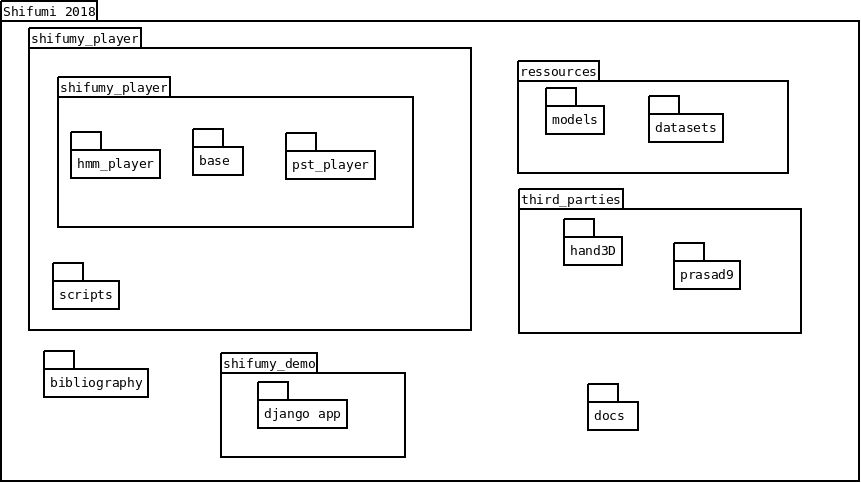 Shifumi 2018
shifumy_player
shifumy_player
hmm_player
base
pst_player
scripts
ressources
models
datasets
third_parties
hand3D
prasad9
bibliography
shifumy_demo
django app
docs